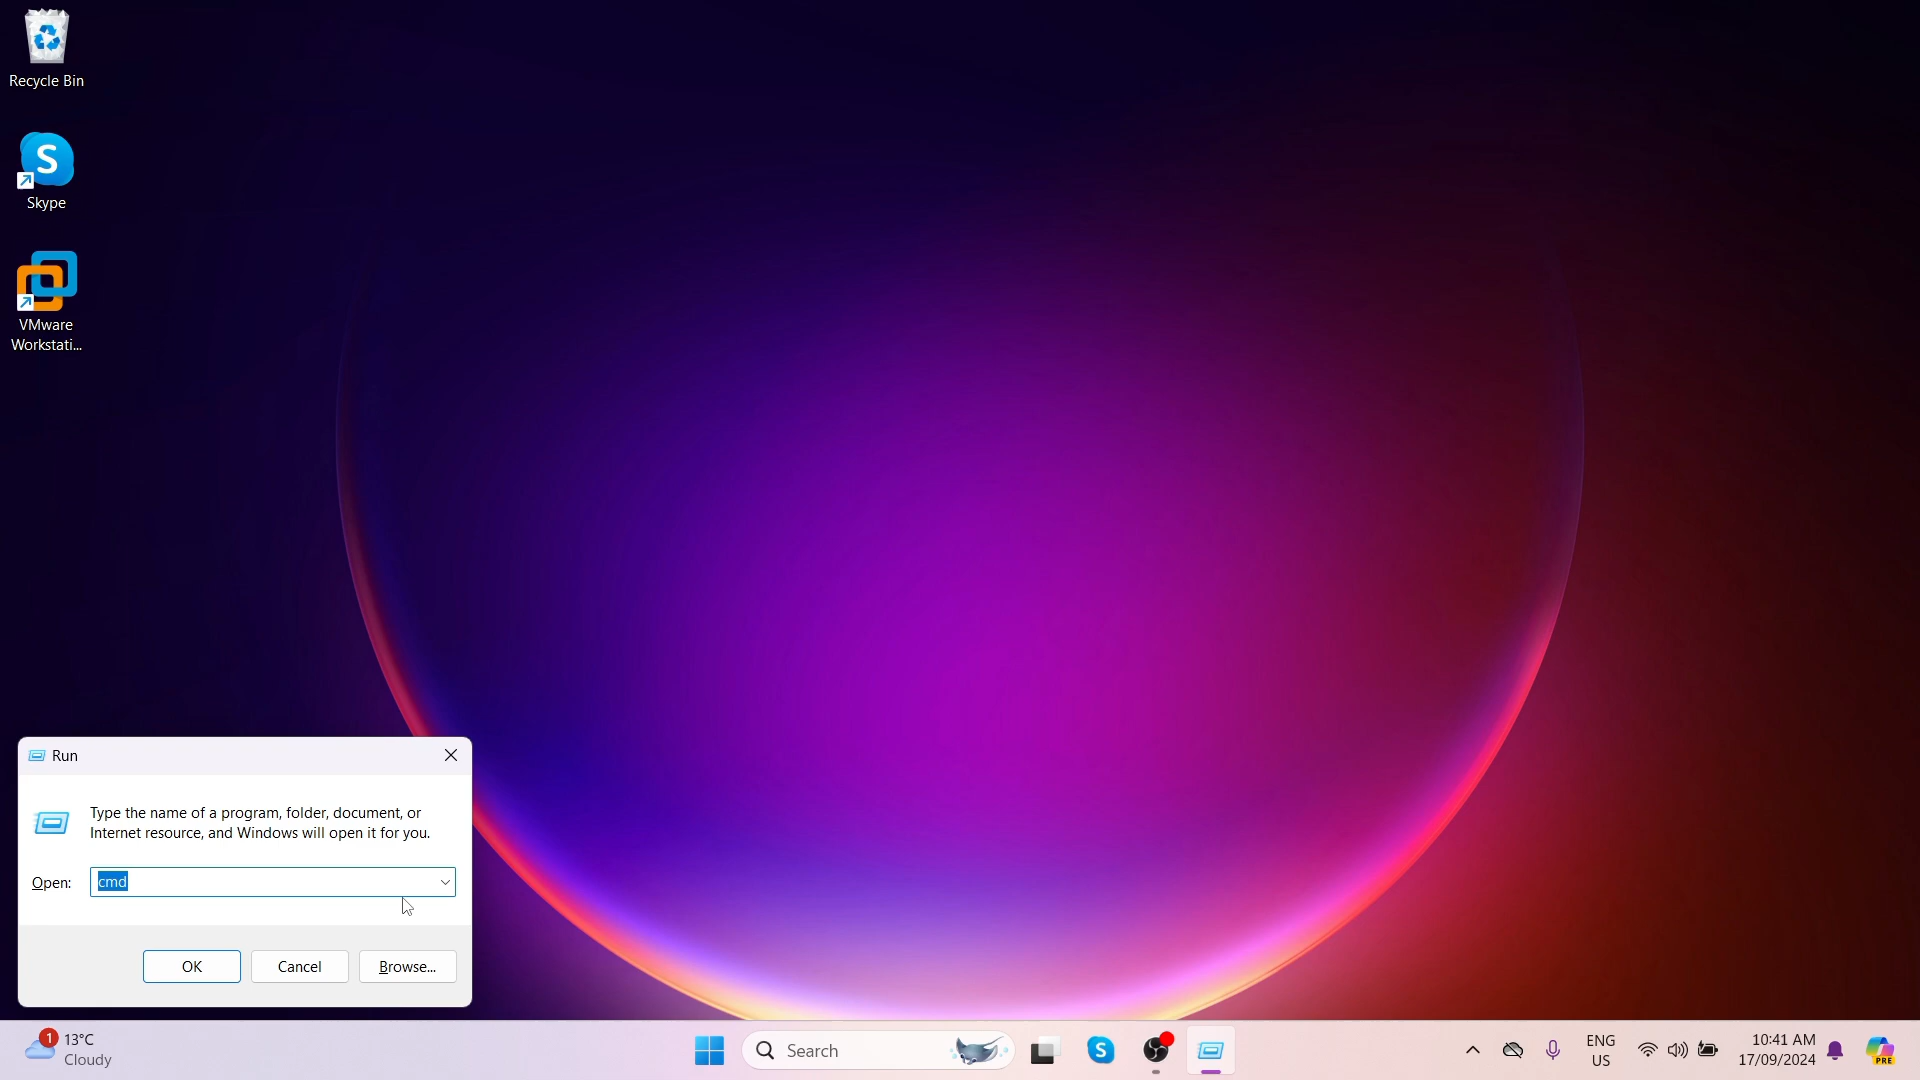 Recycle Bin
S
Skype
VMware
Workstati...
Run
Type the name of a program, folder, document, or
Internet resource, and Windows will open it for you.
Open:
cmd
OK
Cancel
Browse...
1
13°C
Cloudy
Search
S
ENG
US
10:41 AM
17/09/2024
PRE